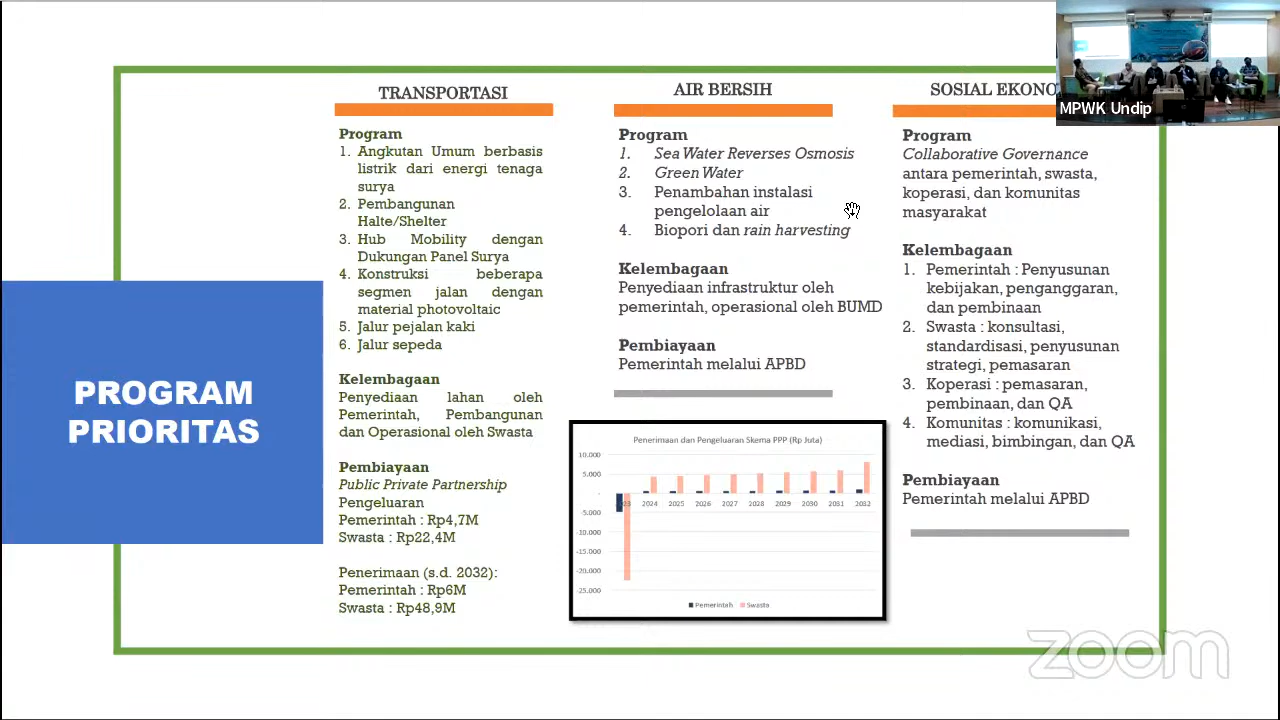 PROGRAM
PRIORITAS
TRANSPORTASI
Program
1. Angkutan Umum berbasis
listrik dari energi tenaga
surya
2. Pembangunan
Halte/Shelter
3. Hub Mobility dengan
Dukungan Panel Surya
4. Konstruksi beberapa
segmen jalan dengan
material photovoltaic
5. Jalur pejalan kaki
6. Jalur sepeda
Kelembagaan
Penyedian lahan oleh
Pemerintah, Pembangunan
dan Operasional oleh Swasta
Pembiayaan
Public Private Partnership
Pengeluaran
Pemerintah : Rp4,7M
Swasta : Rp22,4M
Penerimaan (s.d. 2032):
Pemerintah : Rp6M
Swasta : Rp48,9M
AIR BERSIH
Program
1. Sea Water Reverses Osmosis
2. Green Water
3. Penambahan instalasi
pengelolaan air
4. Biopori dan rain harvesting
Kelembagaan
Penyediaan infrastruktur oleh
pemerintah, operasional oleh BUMD
Pembiayaan
Pemerintah melalui APBD
Penerimaan dan Pengeluaran Skema PPP (Rp Juta)
10.000
5.000
-
-5.000
-10.000
-15.000
-20.000
-25.000
23 2024 2025 2026 2027 2028 2029 2030 2031 2032
Pemerintah Swasta
SOSIAL EKONO
Program
Collaborative Governance
antara pemerintah, swasta,
koperasi, dan komunitas
masyarakat
Kelembagaan
1. Pemerintah : Penyusunan
kebijakan, penganggaran,
dan pembinaan
2. Swasta : konsultasi,
standardisasi, penyusunan
strategi, pemasaran
3. Koperasi : pemasaran,
pembinaan, dan QA
4. Komunitas : komunikasi,
mediasi, bimbingan, dan QA
Pembiayaan
Pemerintah melalui APBD
MPWK Undip
zoom